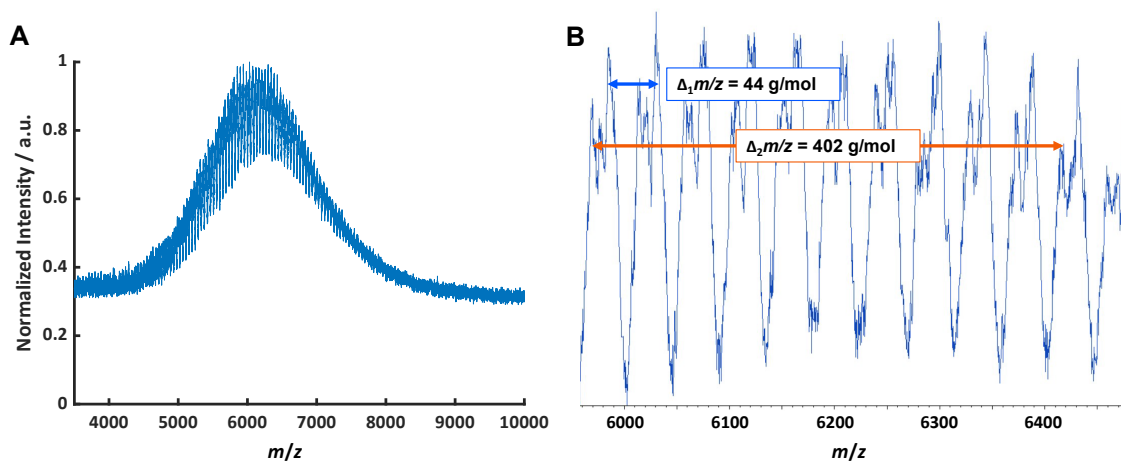 A
Normalized Intensity / a.u.
1
0.8
0.6
0.4
0.2
0
4000 5000 6000 7000 8000 9000 10000
m/z
B
Δ₁m/z = 44 g/mol
Δ₂m/z = 402 g/mol
6000 6100 6200 6300 6400
m/z